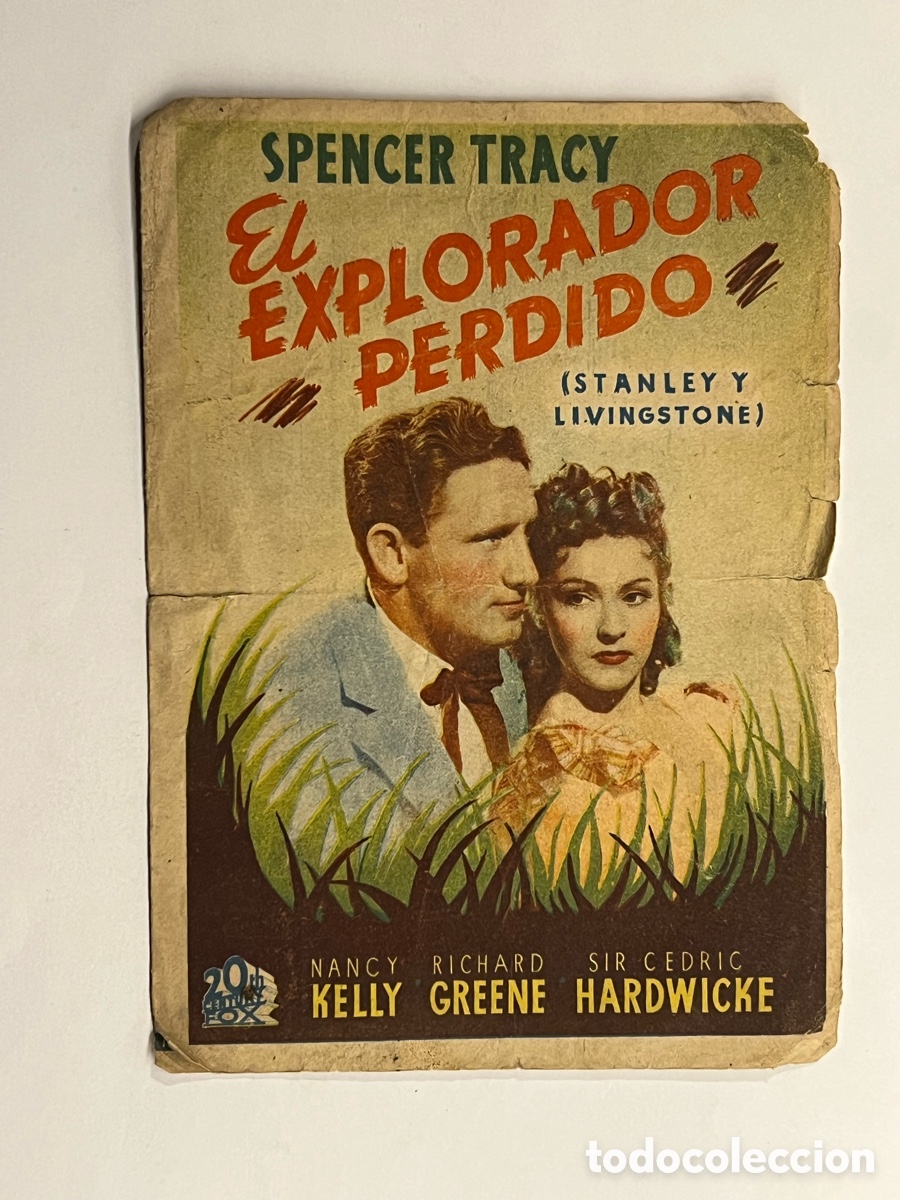 SPENCER TRACY
El
EXPLORADOR
PERDIDO
(STANLEY Y
LIVINGSTONE)
20th
CENTURY
FOX
NANCY RICHARD SIR CEDRIC
KELLY · GREENE · HARDWICKE
todocoleccion